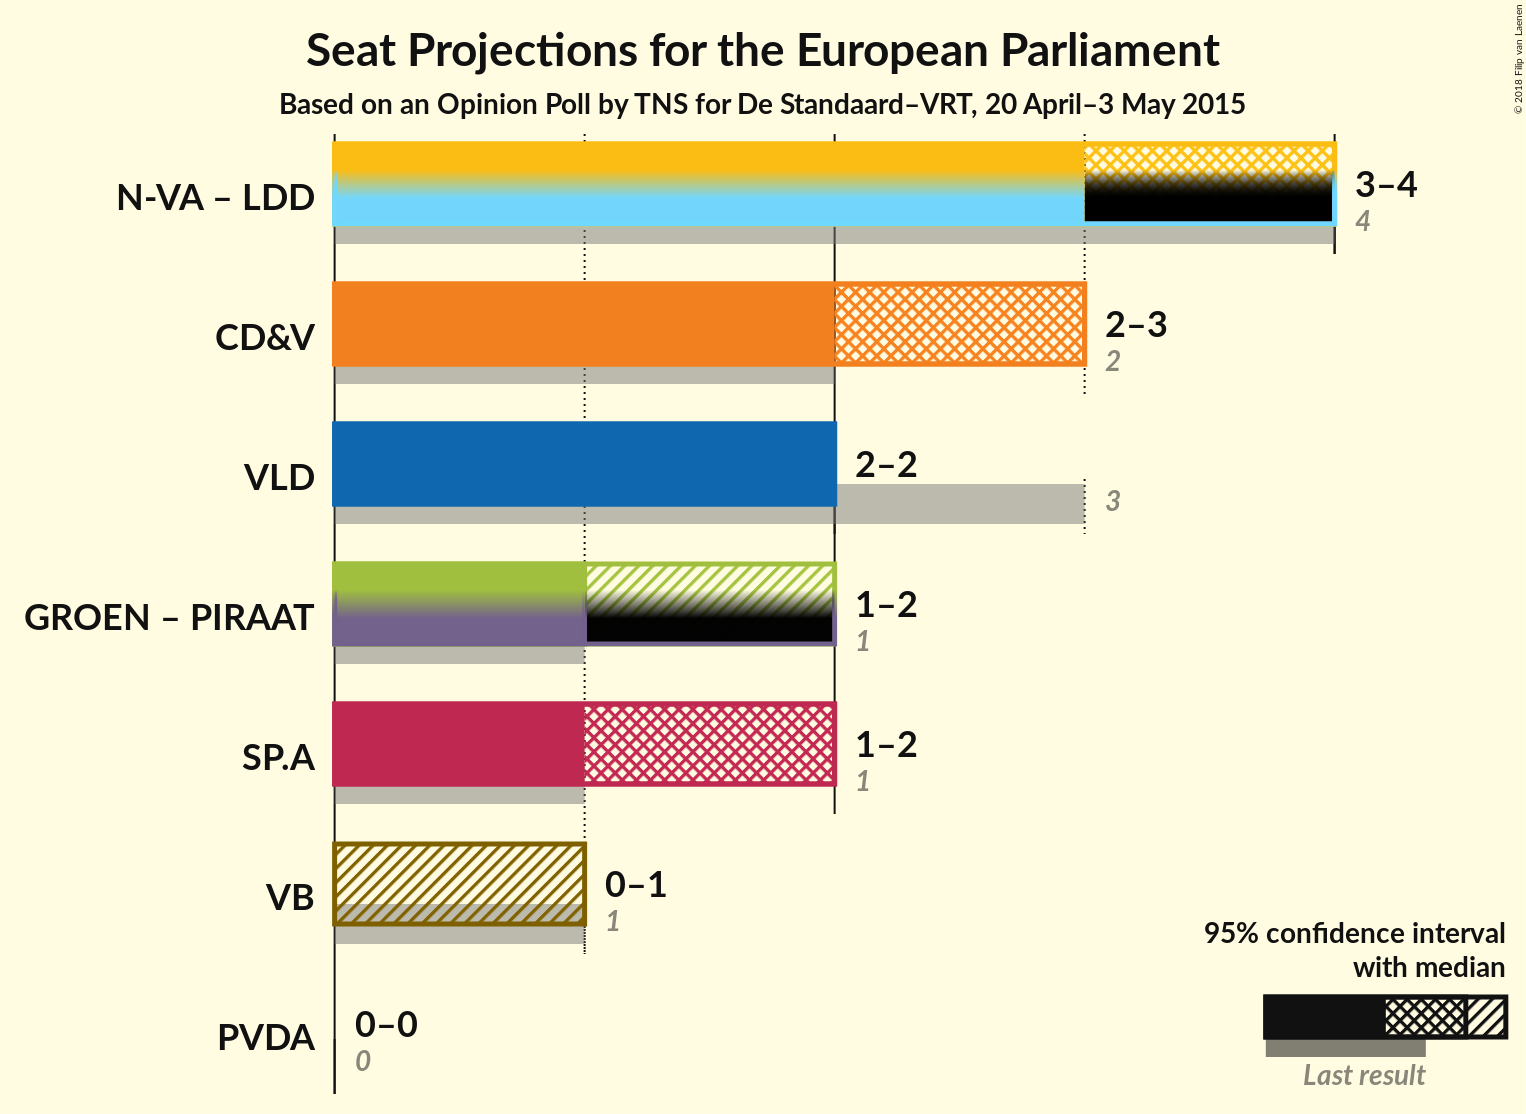 Seat Projections for the European Parliament
Based on an Opinion Poll by TNS for De Standaard–VRT, 20 April–3 May 2015
© 2018 Filip van Laenen
N-VA – LDD
3–4
4
CD&V
2–3
2
VLD
2–2
3
GROEN – PIRAAT
1–2
1
SP.A
1–2
1
VB
0–1
1
PVDA
0–0
0
95% confidence interval
with median
Last result